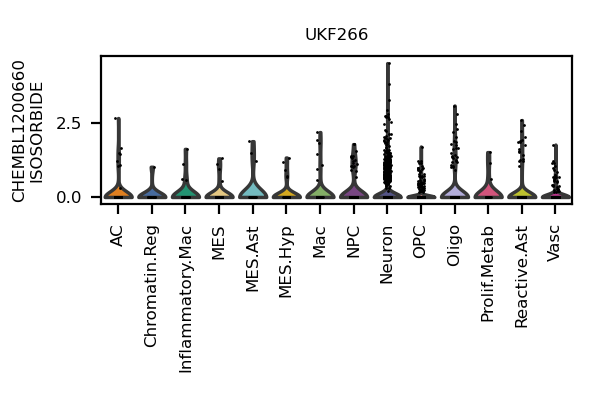 UKF266
CHEMBL1200660
ISOSORBIDE
2.5
0.0
AC
Chromatin.Reg
Inflammatory.Mac
MES
MES.Ast
MES.Hyp
Mac
NPC
Neuron
OPC
Oligo
Prolif.Metab
Reactive.Ast
Vasc